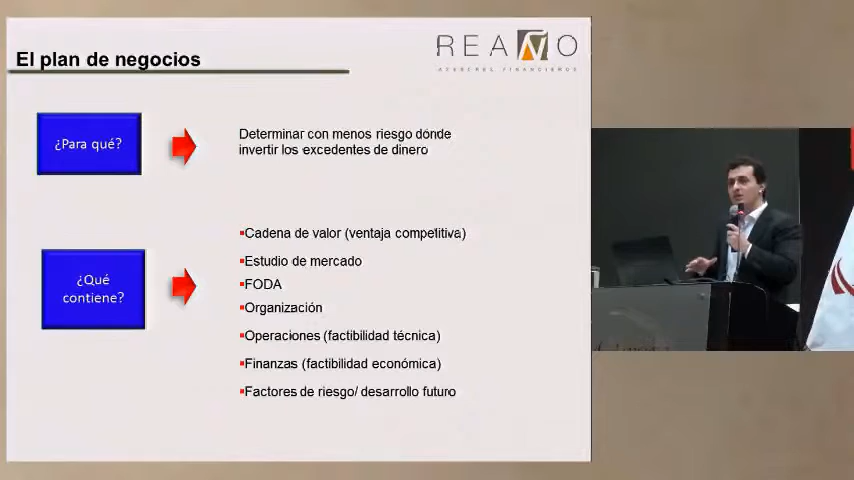 El plan de negocios
REAÑO
ASESORES FINANCIEROS
¿Para qué?
Determinar con menos riesgo donde
invertir los excedentes de dinero
¿Qué
contiene?
▪Cadena de valor (ventaja competitiva)
▪Estudio de mercado
▪FODA
▪Organización
▪Operaciones (factibilidad técnica)
▪Finanzas (factibilidad económica)
▪Factores de riesgo/ desarrollo futuro